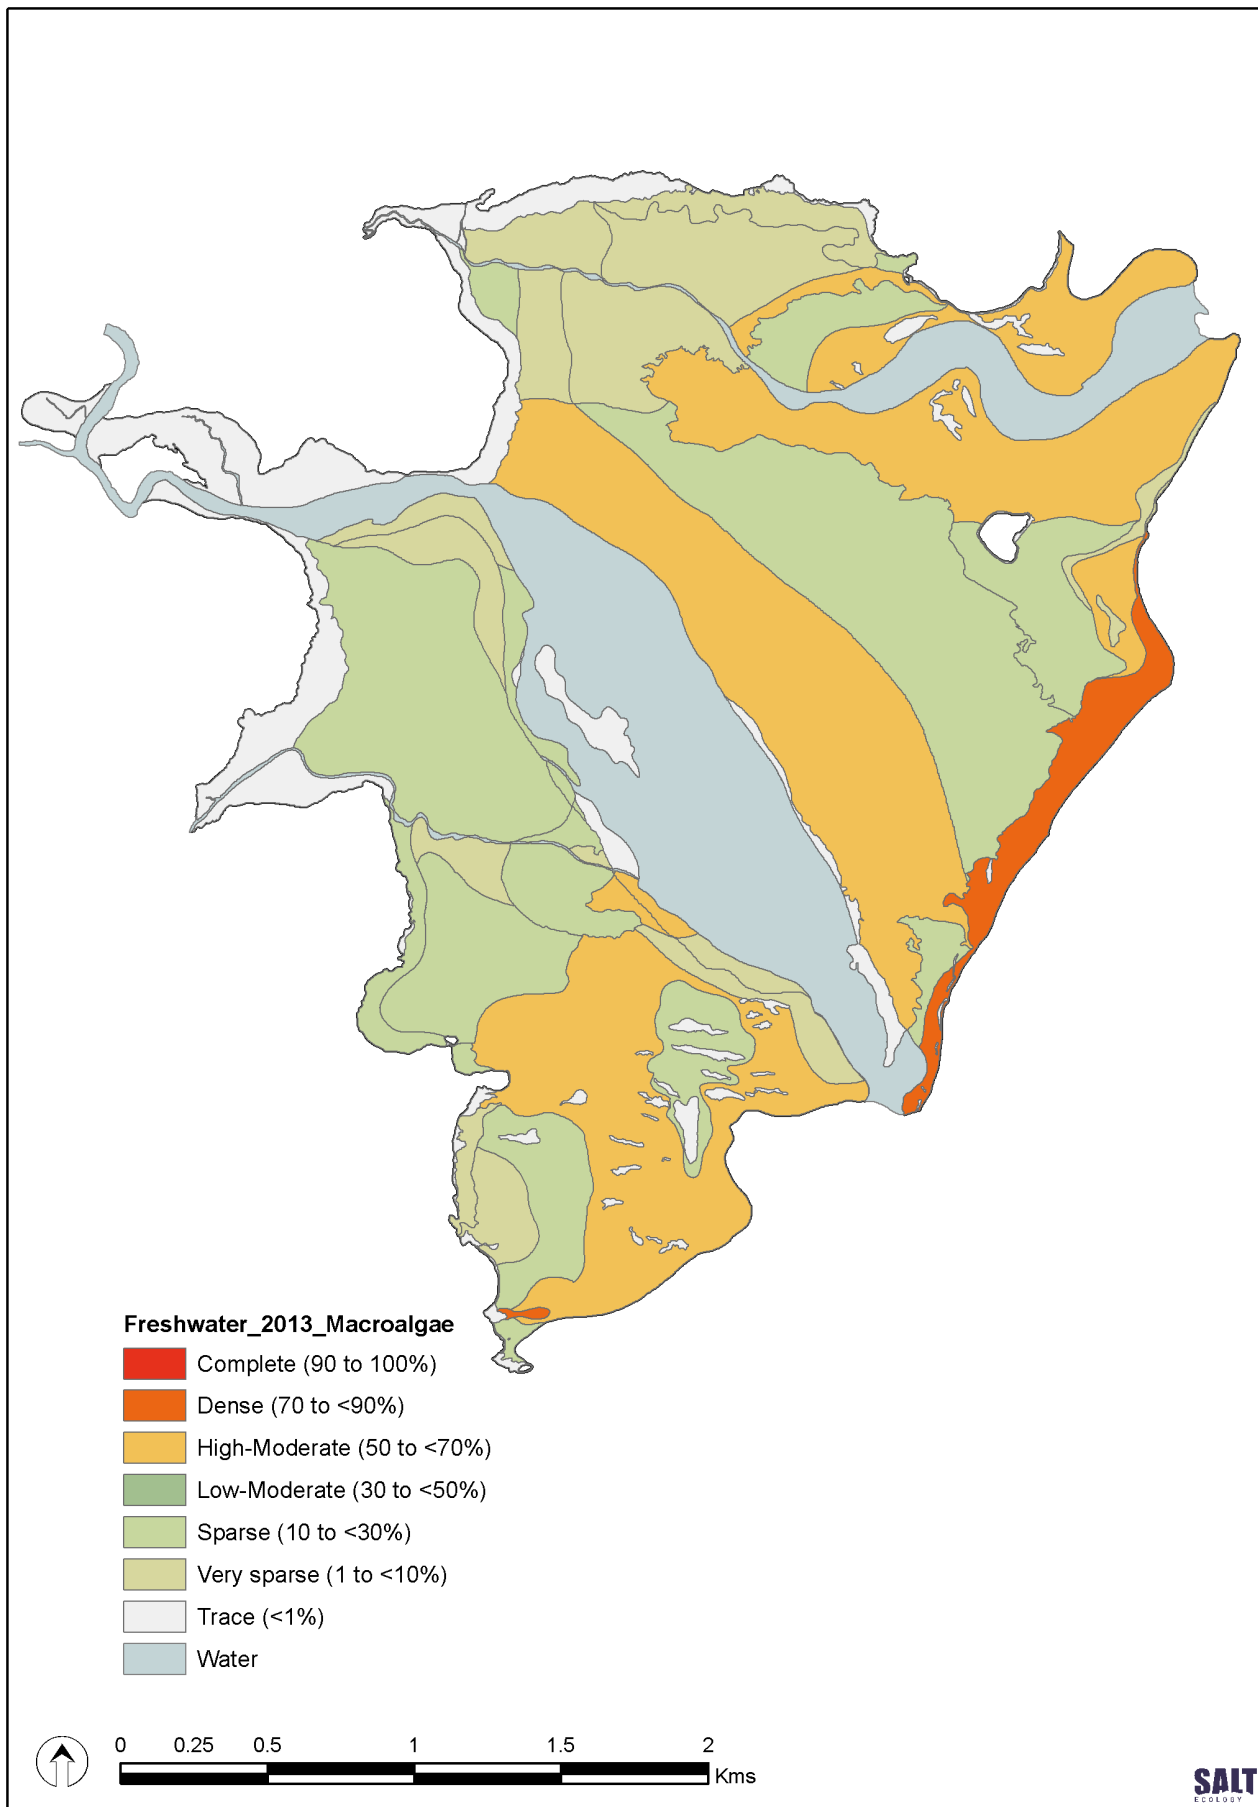 Freshwater_2013_Macroalgae
Complete (90 to 100%)
Dense (70 to <90%)
High-Moderate (50 to <70%)
Low-Moderate (30 to <50%)
Sparse (10 to <30%)
Very sparse (1 to <10%)
Trace (<1%)
Water
0 0.25 0.5 1 1.5 2
Kms
SALT
ECOLOGY